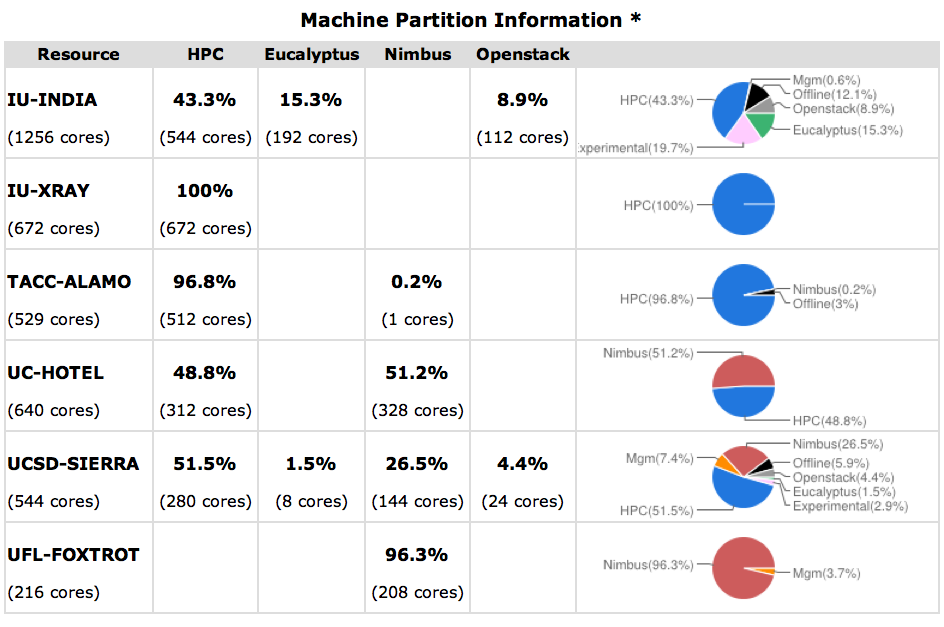 Machine Partition Information *
Resource HPC Eucalyptus Nimbus Openstack
IU-INDIA 43.3% 15.3% 8.9%
(1256 cores) (544 cores) (192 cores) (112 cores)
HPC(43.3%)
Mgm(0.6%)
Offline(12.1%)
Openstack(8.9%)
Eucalyptus(15.3%)
xperimental(19.7%)
IU-XRAY 100%
(672 cores) (672 cores)
HPC(100%)
TACC-ALAMO 96.8% 0.2%
(529 cores) (512 cores) (1 cores)
HPC(96.8%)
Nimbus(0.2%)
Offline(3%)
UC-HOTEL 48.8% 51.2%
(640 cores) (312 cores) (328 cores)
Nimbus(51.2%)
HPC(48.8%)
UCSD-SIERRA 51.5% 1.5% 26.5% 4.4%
(544 cores) (280 cores) (8 cores) (144 cores) (24 cores)
Mgm(7.4%)
HPC(51.5%)
Nimbus(26.5%)
Offline(5.9%)
Openstack(4.4%)
Eucalyptus(1.5%)
Experimental(2.9%)
UFL-FOXTROT 96.3%
(216 cores) (208 cores)
Nimbus(96.3%)
Mgm(3.7%)